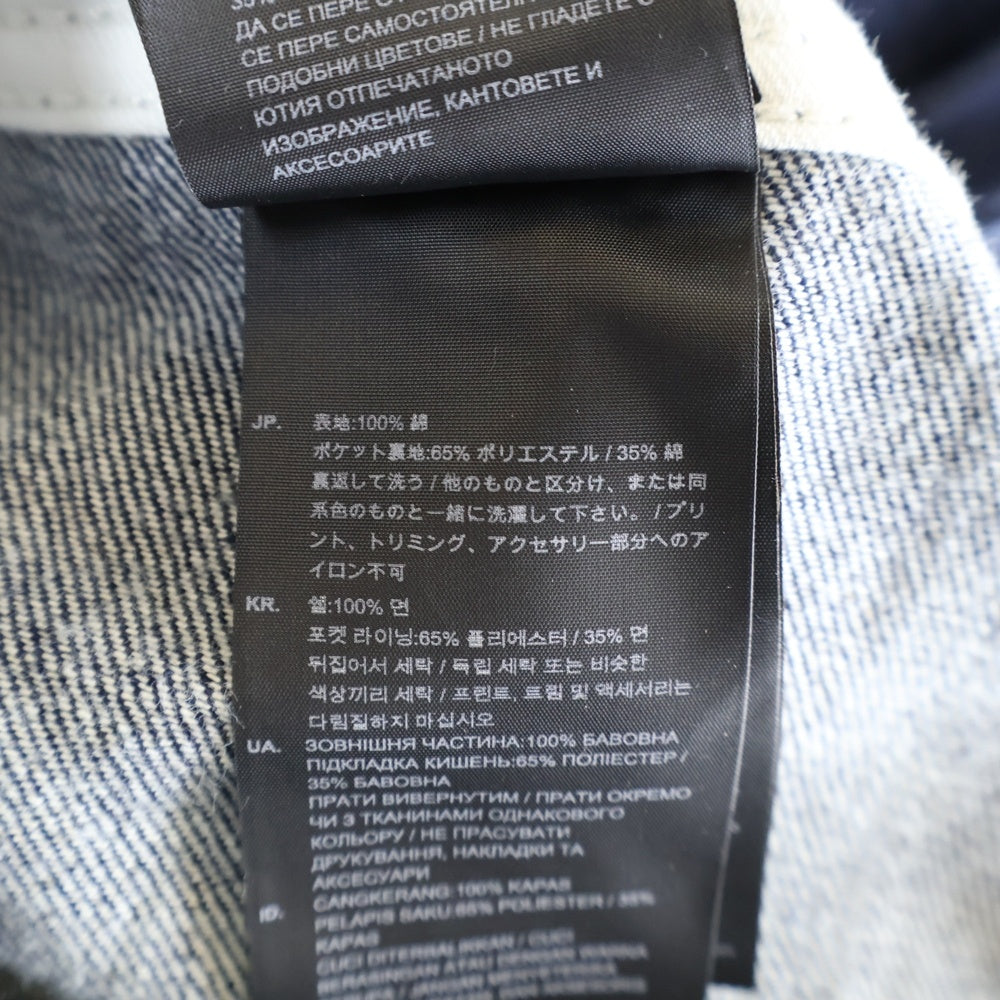 35%
ДА СЕ ПЕРЕ
СЕ ПЕРЕ САМОСТОЯТЕЛН
ПОДОБНИ ЦВЕТОВЕ / НЕ ГЛАДЕТЕ С
ЮТИЯ ОТПЕЧАТАНОТО
ИЗОБРАЖЕНИЕ, КАНТОВЕТЕ И
АКСЕСОАРИТЕ
JP. 表地:100% 綿
ポケット裏地:65% ポリエステル / 35% 綿
裏返して洗う / 他のものと区分け、または同
系色のものと一緒に洗濯して下さい。 / プリ
ント、トリミング、アクセサリー部分へのア
イロン不可
KR. 쉘:100% 면
포켓 라이닝:65% 폴리에스터 / 35% 면
뒤집어서 세탁 / 독립 세탁 또는 비슷한
색상끼리 세탁 / 프린트, 트림 및 액세서리는
다림질하지 마십시오
UA. ЗОВНІШНЯ ЧАСТИНА:100% БАВОВНА
ПІДКЛАДКА КИШЕНЬ:65% ПОЛІЕСТЕР /
35% БАВОВНА
ПРАТИ ВИВЕРНУТИМ / ПРАТИ ОКРЕМО
ЧИ З ТКАНИНАМИ ОДНАКОВОГО
КОЛЬОРУ / НЕ ПРАСУВАТИ
ДРУКУВАННЯ, НАКЛАДКИ ТА
АКСЕСУАРИ
ID. CANGKERANG:100% KAPAS
PELAPIS SAKU:65% POLIESTER / 35%
KAPAS
CUCI DITERBALIKKAN / CUCI